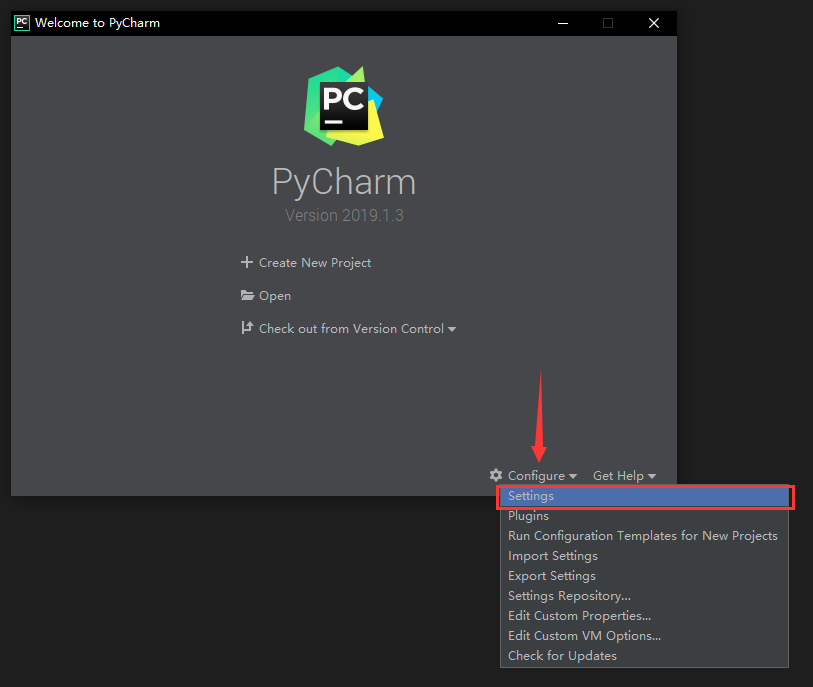 PC Welcome to PyCharm
PC
PyCharm
Version 2019.1.3
Create New Project
Open
Check out from Version Control
Configure Get Help
Settings
Plugins
Run Configuration Templates for New Projects
Import Settings
Export Settings
Settings Repository...
Edit Custom Properties...
Edit Custom VM Options...
Check for Updates